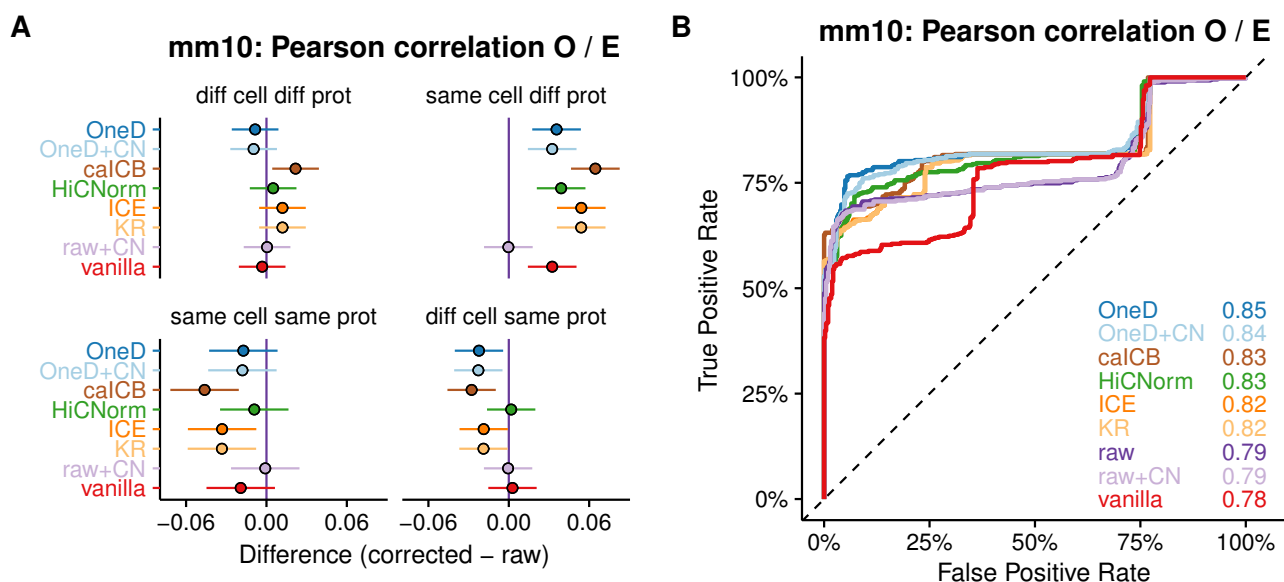 A
mm10: Pearson correlation O / E
diff cell diff prot
same cell diff prot
OneD
OneD+CN
caICB
HiCNorm
ICE
KR
raw+CN
vanilla
same cell same prot
diff cell same prot
OneD
OneD+CN
caICB
HiCNorm
ICE
KR
raw+CN
vanilla
−0.06 0.00 0.06
−0.06 0.00 0.06
Difference (corrected − raw)
B
mm10: Pearson correlation O / E
True Positive Rate
100%
75%
50%
25%
0%
OneD 0.85
OneD+CN 0.84
caICB 0.83
HiCNorm 0.83
ICE 0.82
KR 0.82
raw 0.79
raw+CN 0.79
vanilla 0.78
0% 25% 50% 75% 100%
False Positive Rate